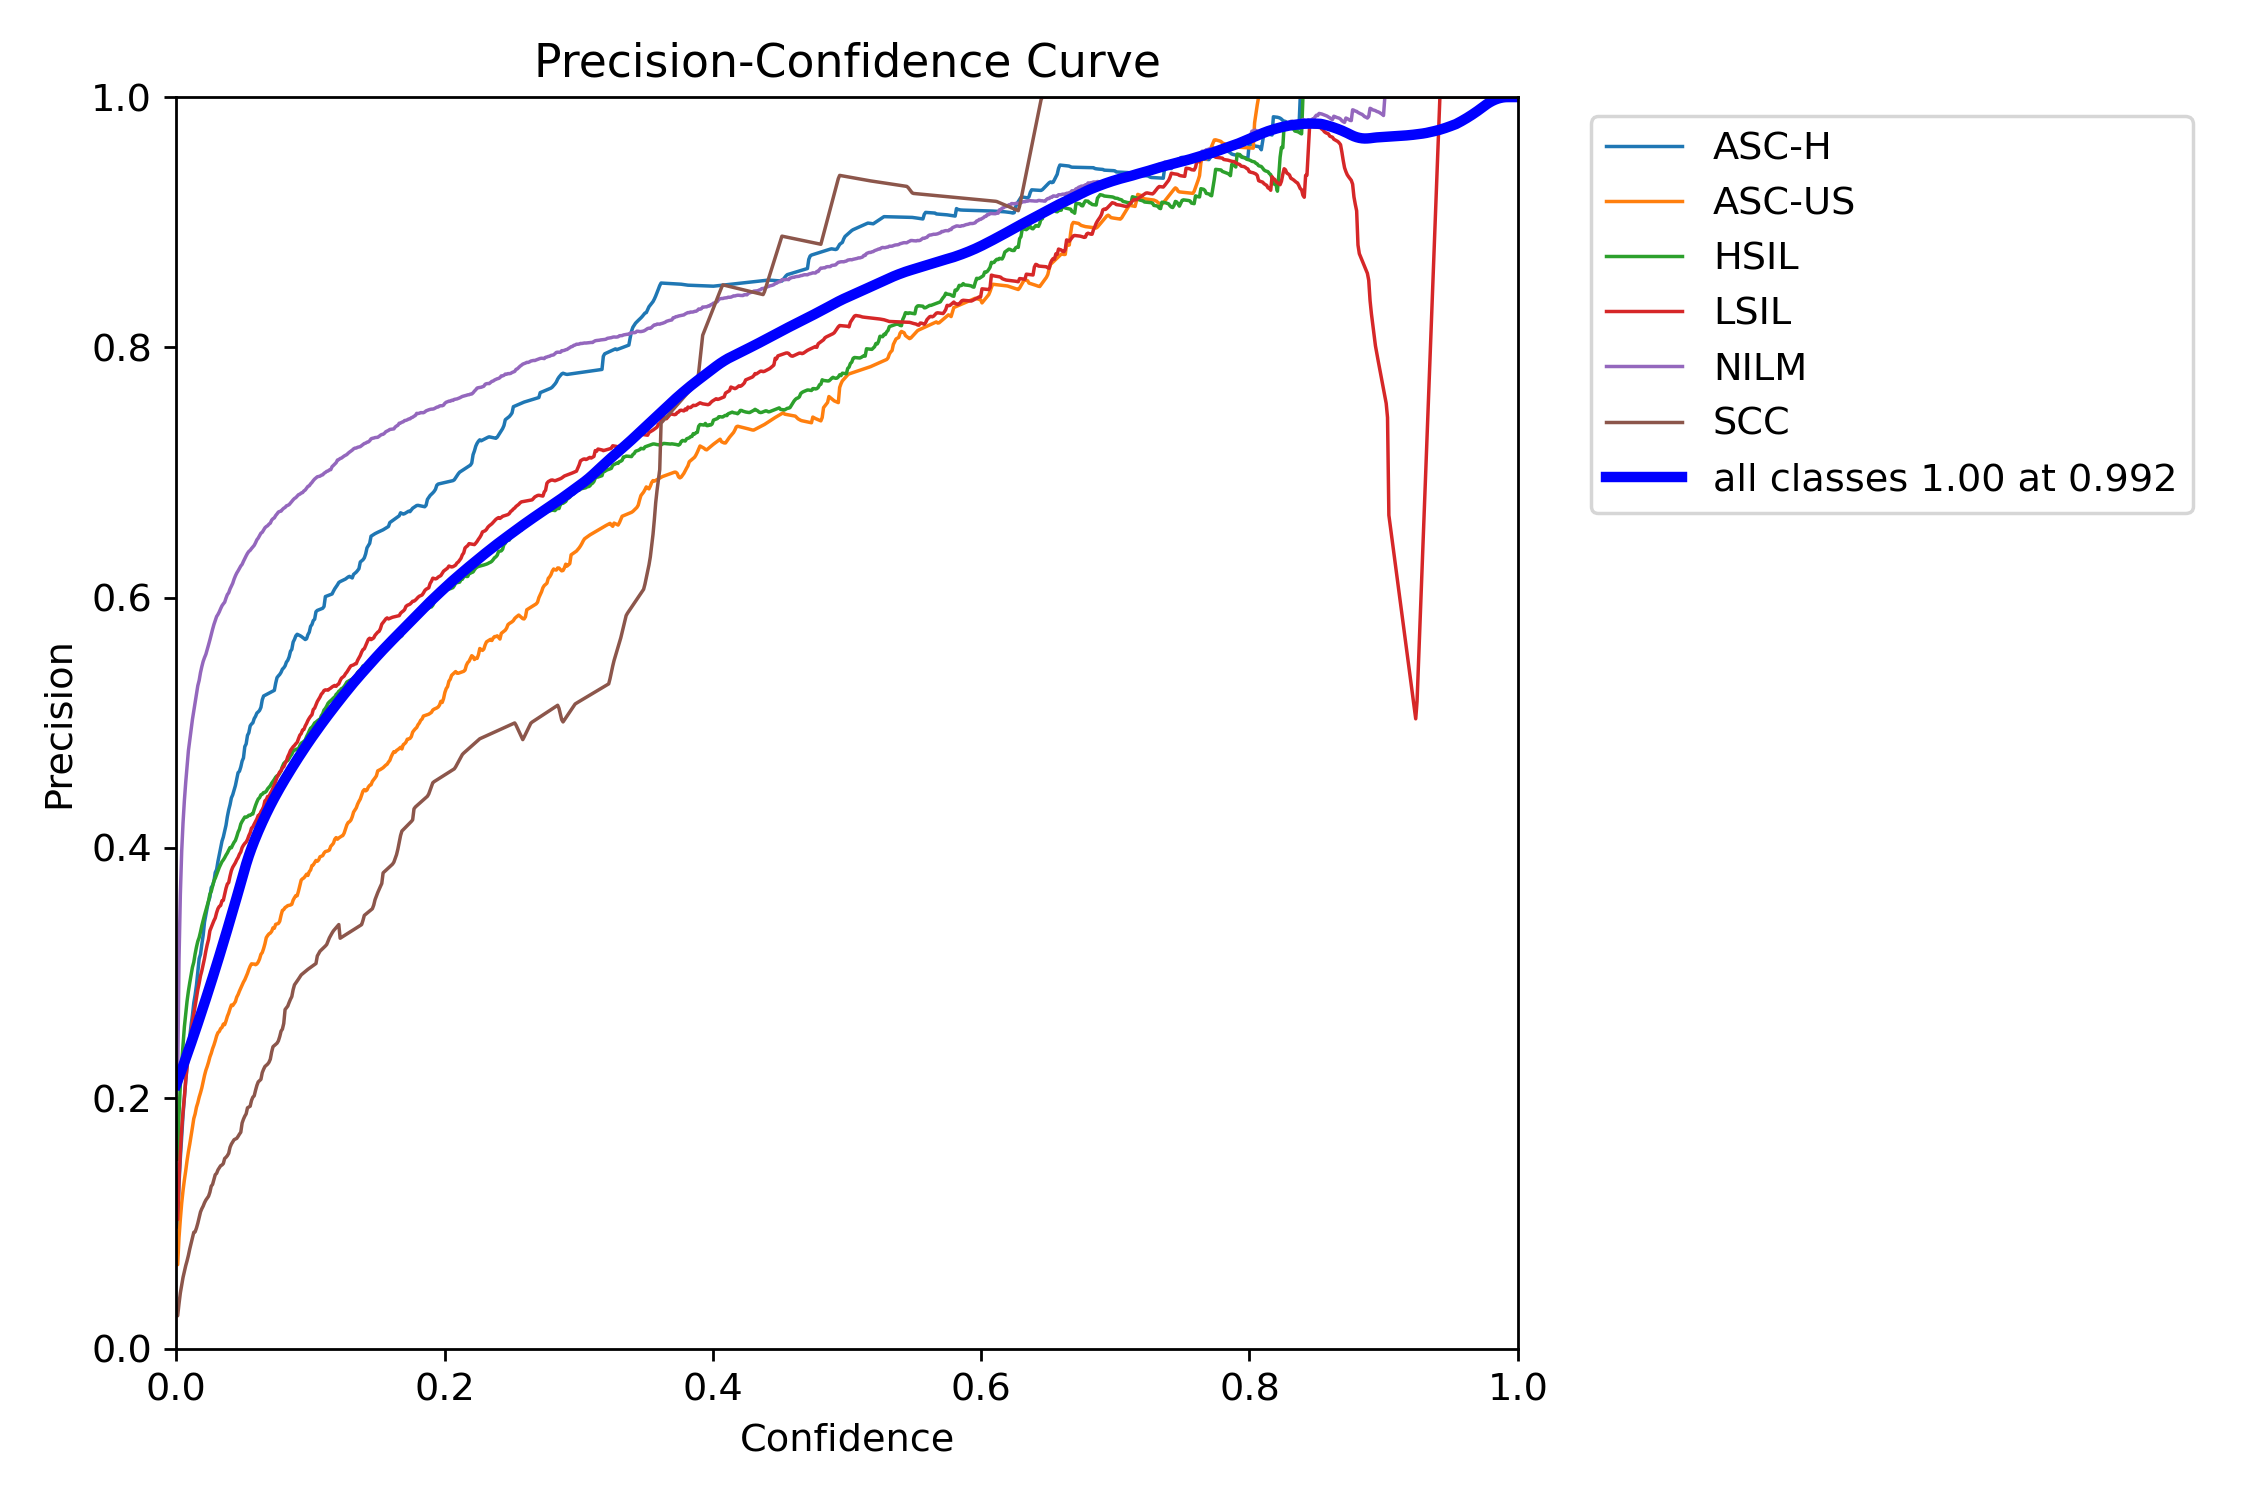 Precision-Confidence Curve
1.0
0.8
0.6
0.4
0.2
0.0
Precision
0.0 0.2 0.4 0.6 0.8 1.0
Confidence
ASC-H
ASC-US
HSIL
LSIL
NILM
SCC
all classes 1.00 at 0.992